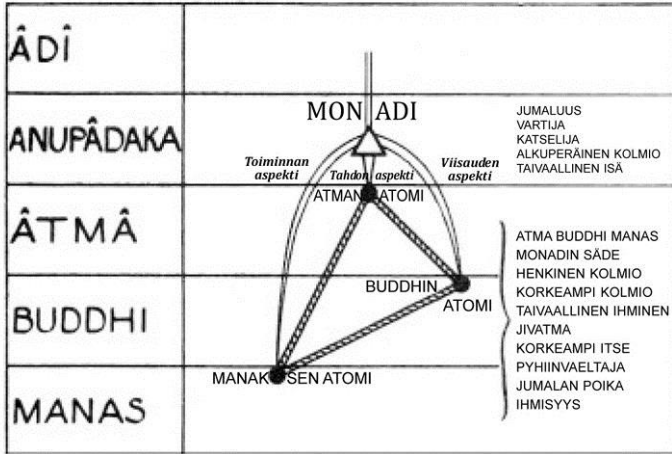 ÂDÎ
ANUPÂDAKA
ÂTMÂ
BUDDHI
MANAS
MONADI
Toiminnan
aspekti
Tahdon aspekti
Viisauden
aspekti
ATMAN ATOMI
BUDDHIN
ATOMI
MANAKSEN ATOMI
JUMALUUS
VARTIJA
KATSELIJA
ALKUPERÄINEN KOLMIO
TAIVAALLINEN ISÄ
ATMA BUDDHI MANAS
MONADIN SÄDE
HENKINEN KOLMIO
KORKEAMPI KOLMIO
TAIVAALLINEN IHMINEN
JIVATMA
KORKEAMPI ITSE
PYHIINVAELTAJA
JUMALAN POIKA
IHMISYYS